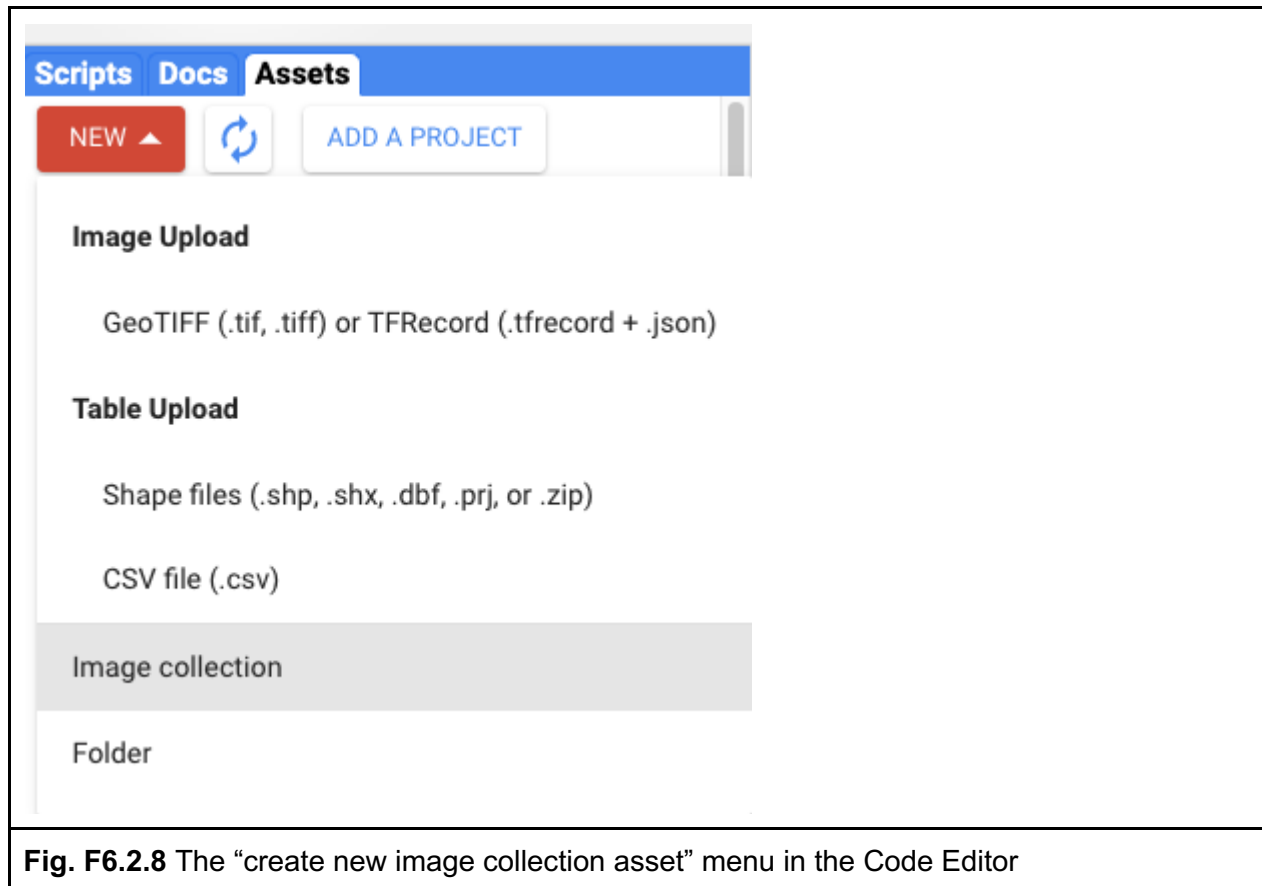 Scripts Docs Assets
NEW ADD A PROJECT
Image Upload
GeoTIFF (.tif, .tiff) or TFRecord (.tfrecord + .json)
Table Upload
Shape files (.shp, .shx, .dbf, .prj, or .zip)
CSV file (.csv)
Image collection
Folder
Fig. F6.2.8 The “create new image collection asset” menu in the Code Editor